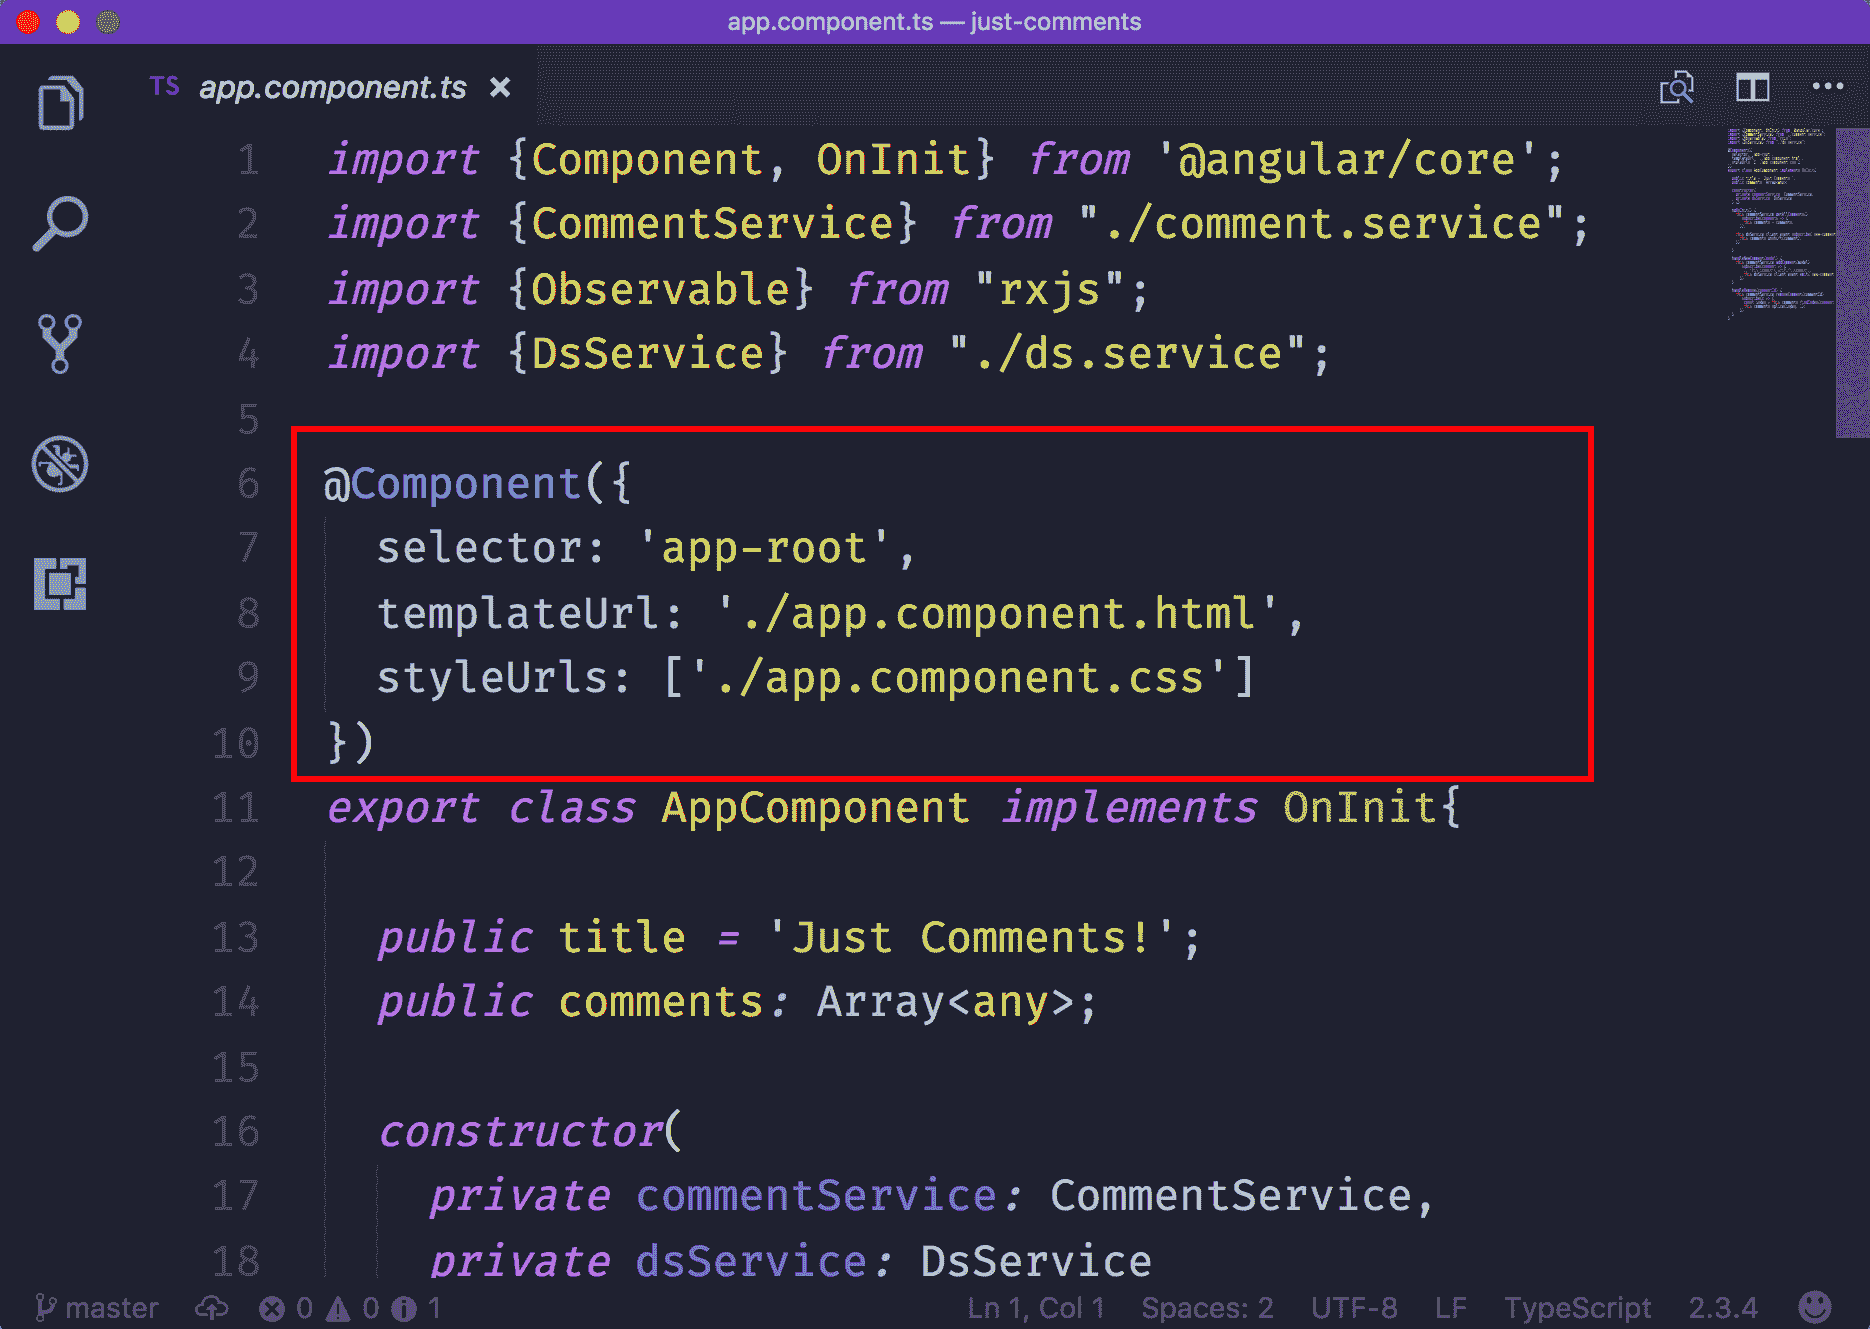 app.component.ts — just-comments
TS app.component.ts ×
1 import {Component, OnInit} from '@angular/core';
2 import {CommentService} from "./comment.service";
3 import {Observable} from "rxjs";
4 import {DsService} from "./ds.service";
5
6 @Component({
7 selector: 'app-root',
8 templateUrl: './app.component.html',
9 styleUrls: ['./app.component.css']
10 })
11 export class AppComponent implements OnInit{
12
13 public title = 'Just Comments!';
14 public comments: Array<any>;
15
16 constructor(
17 private commentService: CommentService,
18 private dsService: DsService
master 0 0 1 Ln 1, Col 1 Spaces: 2 UTF-8 LF TypeScript 2.3.4